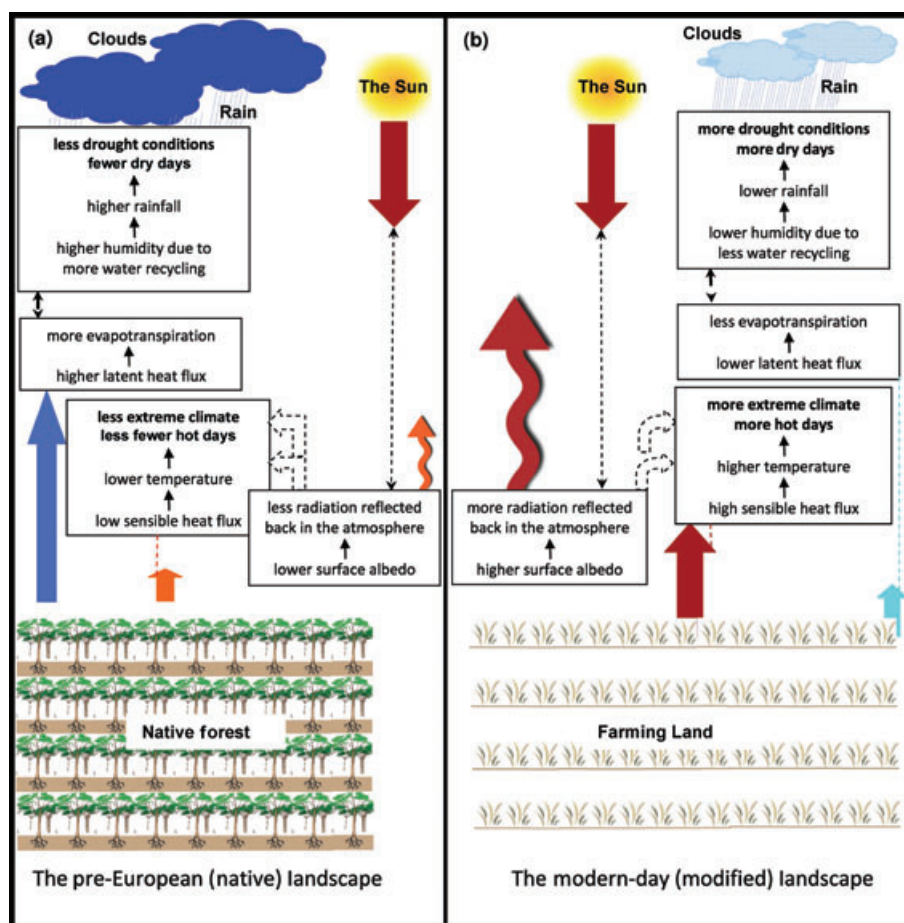 (a)
Clouds
Rain
The Sun
less drought conditions
fewer dry days
higher rainfall
higher humidity due to
more water recycling
more evapotranspiration
higher latent heat flux
less extreme climate
less fewer hot days
lower temperature
low sensible heat flux
less radiation reflected
back in the atmosphere
lower surface albedo
Native forest
The pre-European (native) landscape
(b)
Clouds
Rain
The Sun
more drought conditions
more dry days
lower rainfall
lower humidity due to
less water recycling
less evapotranspiration
lower latent heat flux
more extreme climate
more hot days
higher temperature
high sensible heat flux
more radiation reflected
back in the atmosphere
higher surface albedo
Farming Land
The modern-day (modified) landscape